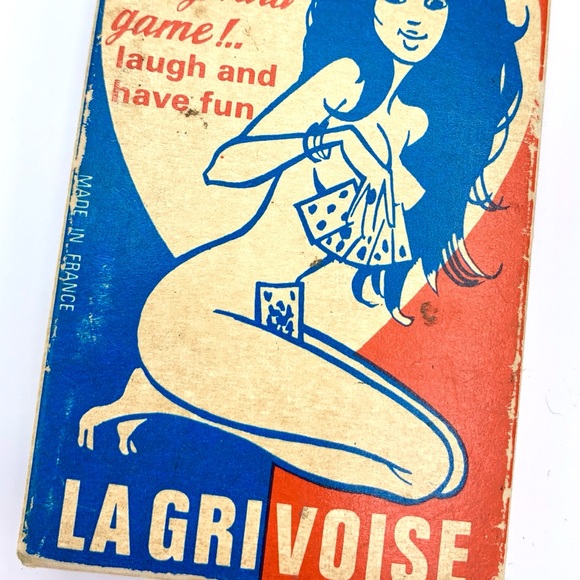 game!..
laugh and
have fun
MADE IN FRANCE
LA GRIVOISE